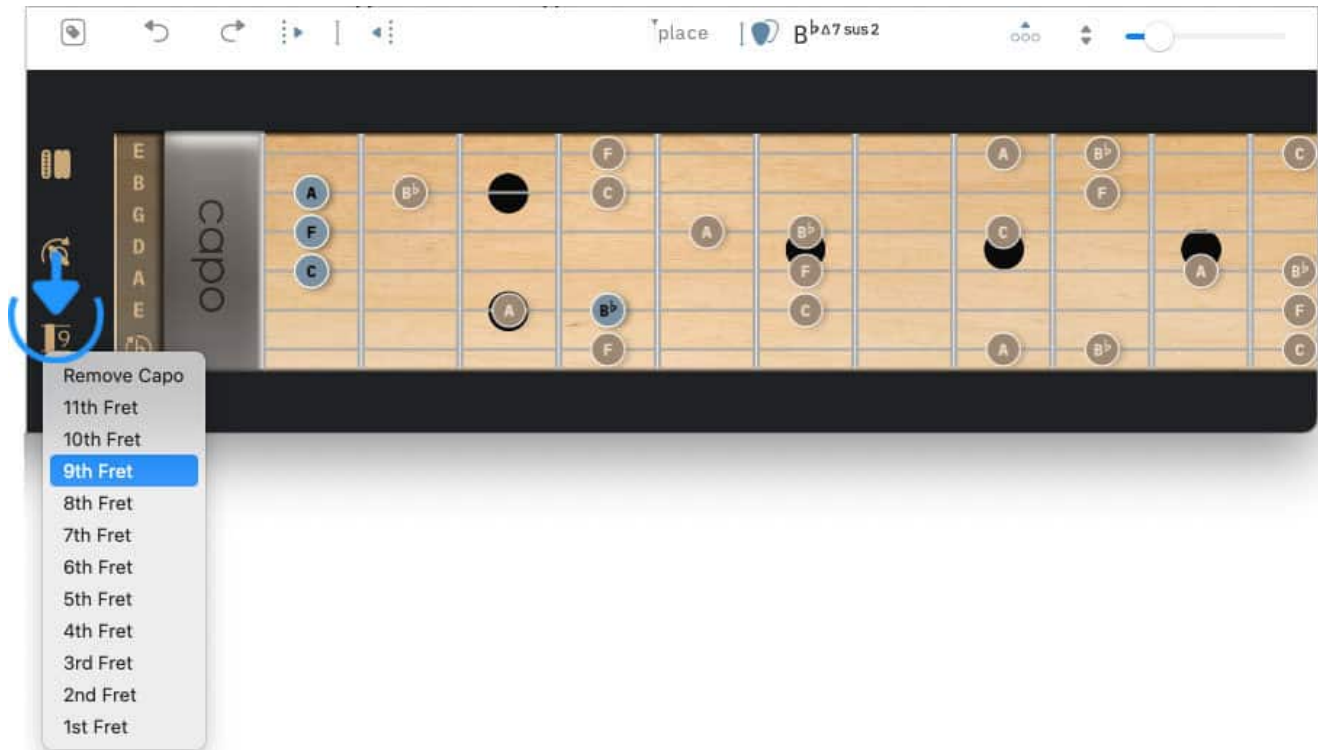 place B♭Δ7 sus2
E F A B♭ C
B A B♭ C F
G F A B♭ C
D C F A B♭
A A B♭ C F
E F A B♭ C
capo
9
Remove Capo
11th Fret
10th Fret
9th Fret
8th Fret
7th Fret
6th Fret
5th Fret
4th Fret
3rd Fret
2nd Fret
1st Fret